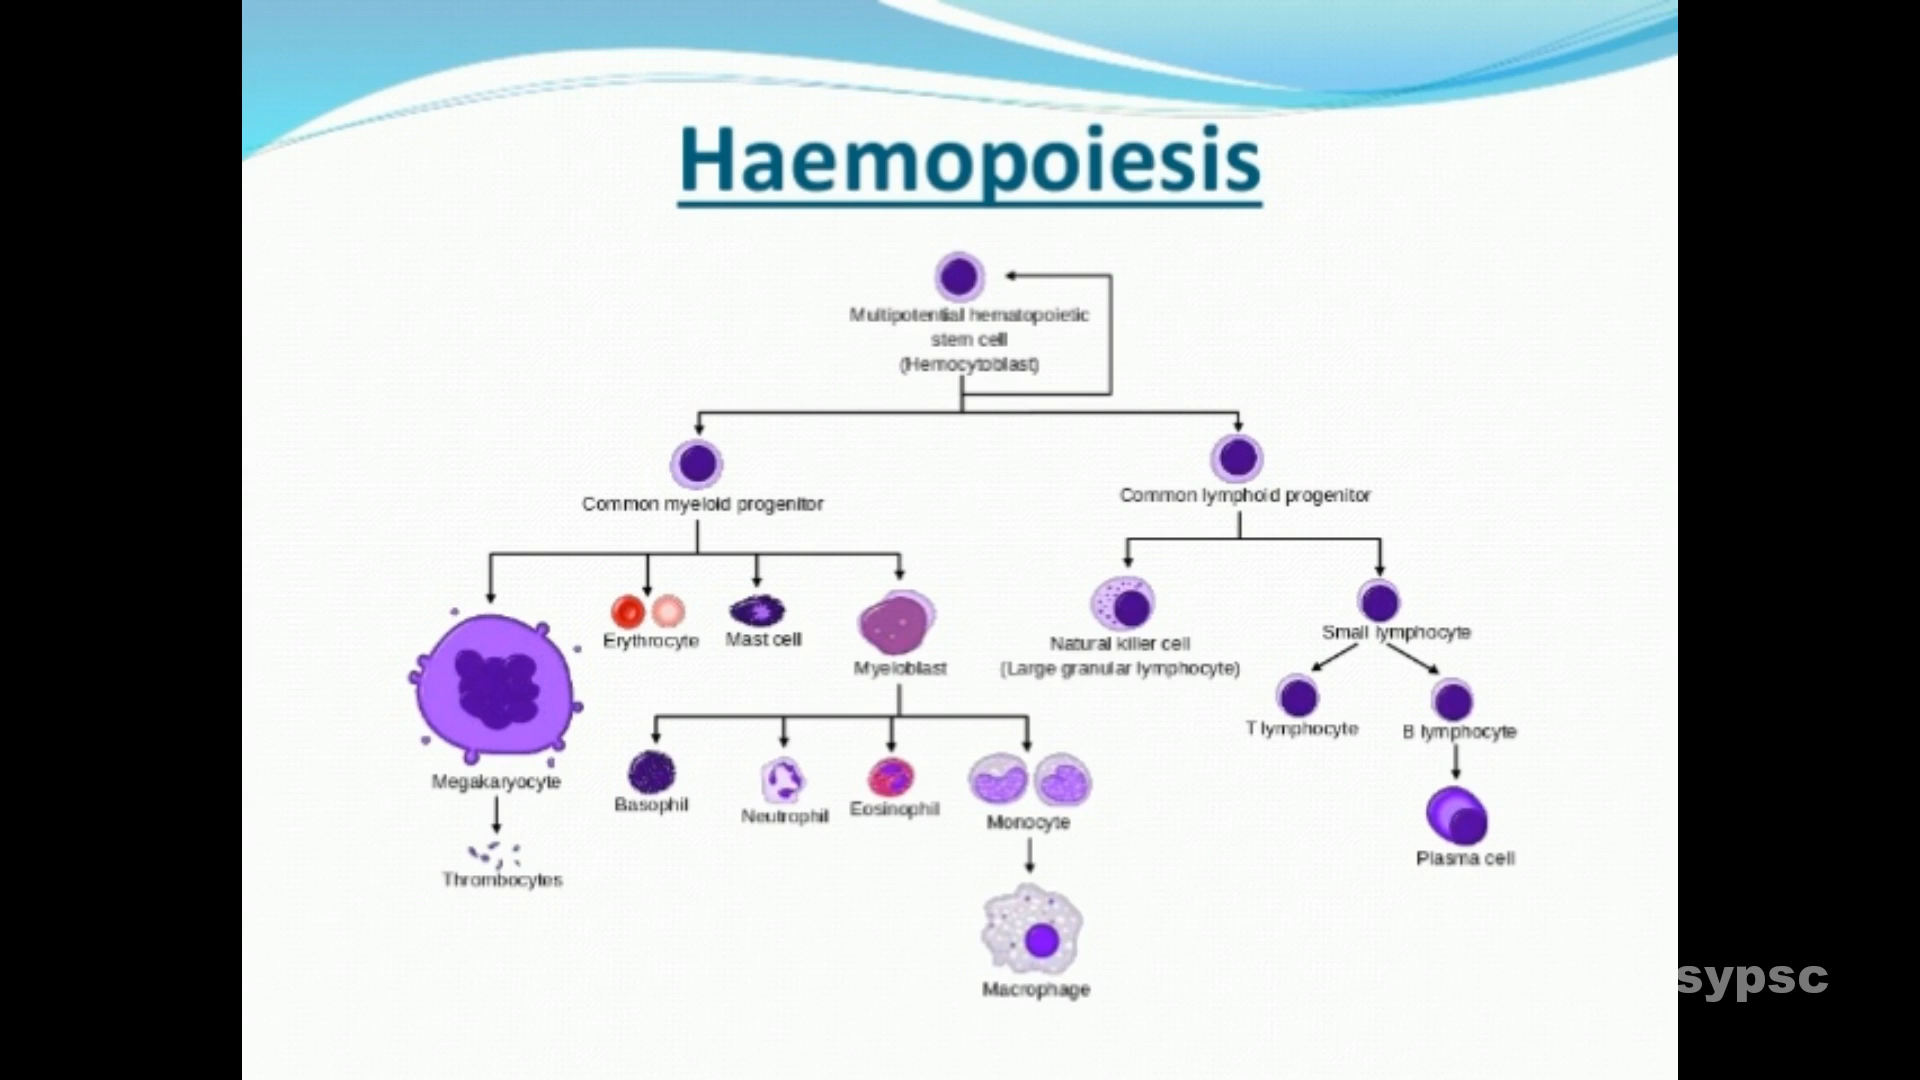 Haemopoiesis
Multipotential hematopoietic
stem cell
(Hemocytoblast)
Common myeloid progenitor
Common lymphoid progenitor
Erythrocyte
Mast cell
Myeloblast
Natural killer cell
(Large granular lymphocyte)
Small lymphocyte
T lymphocyte
B lymphocyte
Megakaryocyte
Basophil
Neutrophil
Eosinophil
Monocyte
Plasma cell
Thrombocytes
Macrophage
sypsc